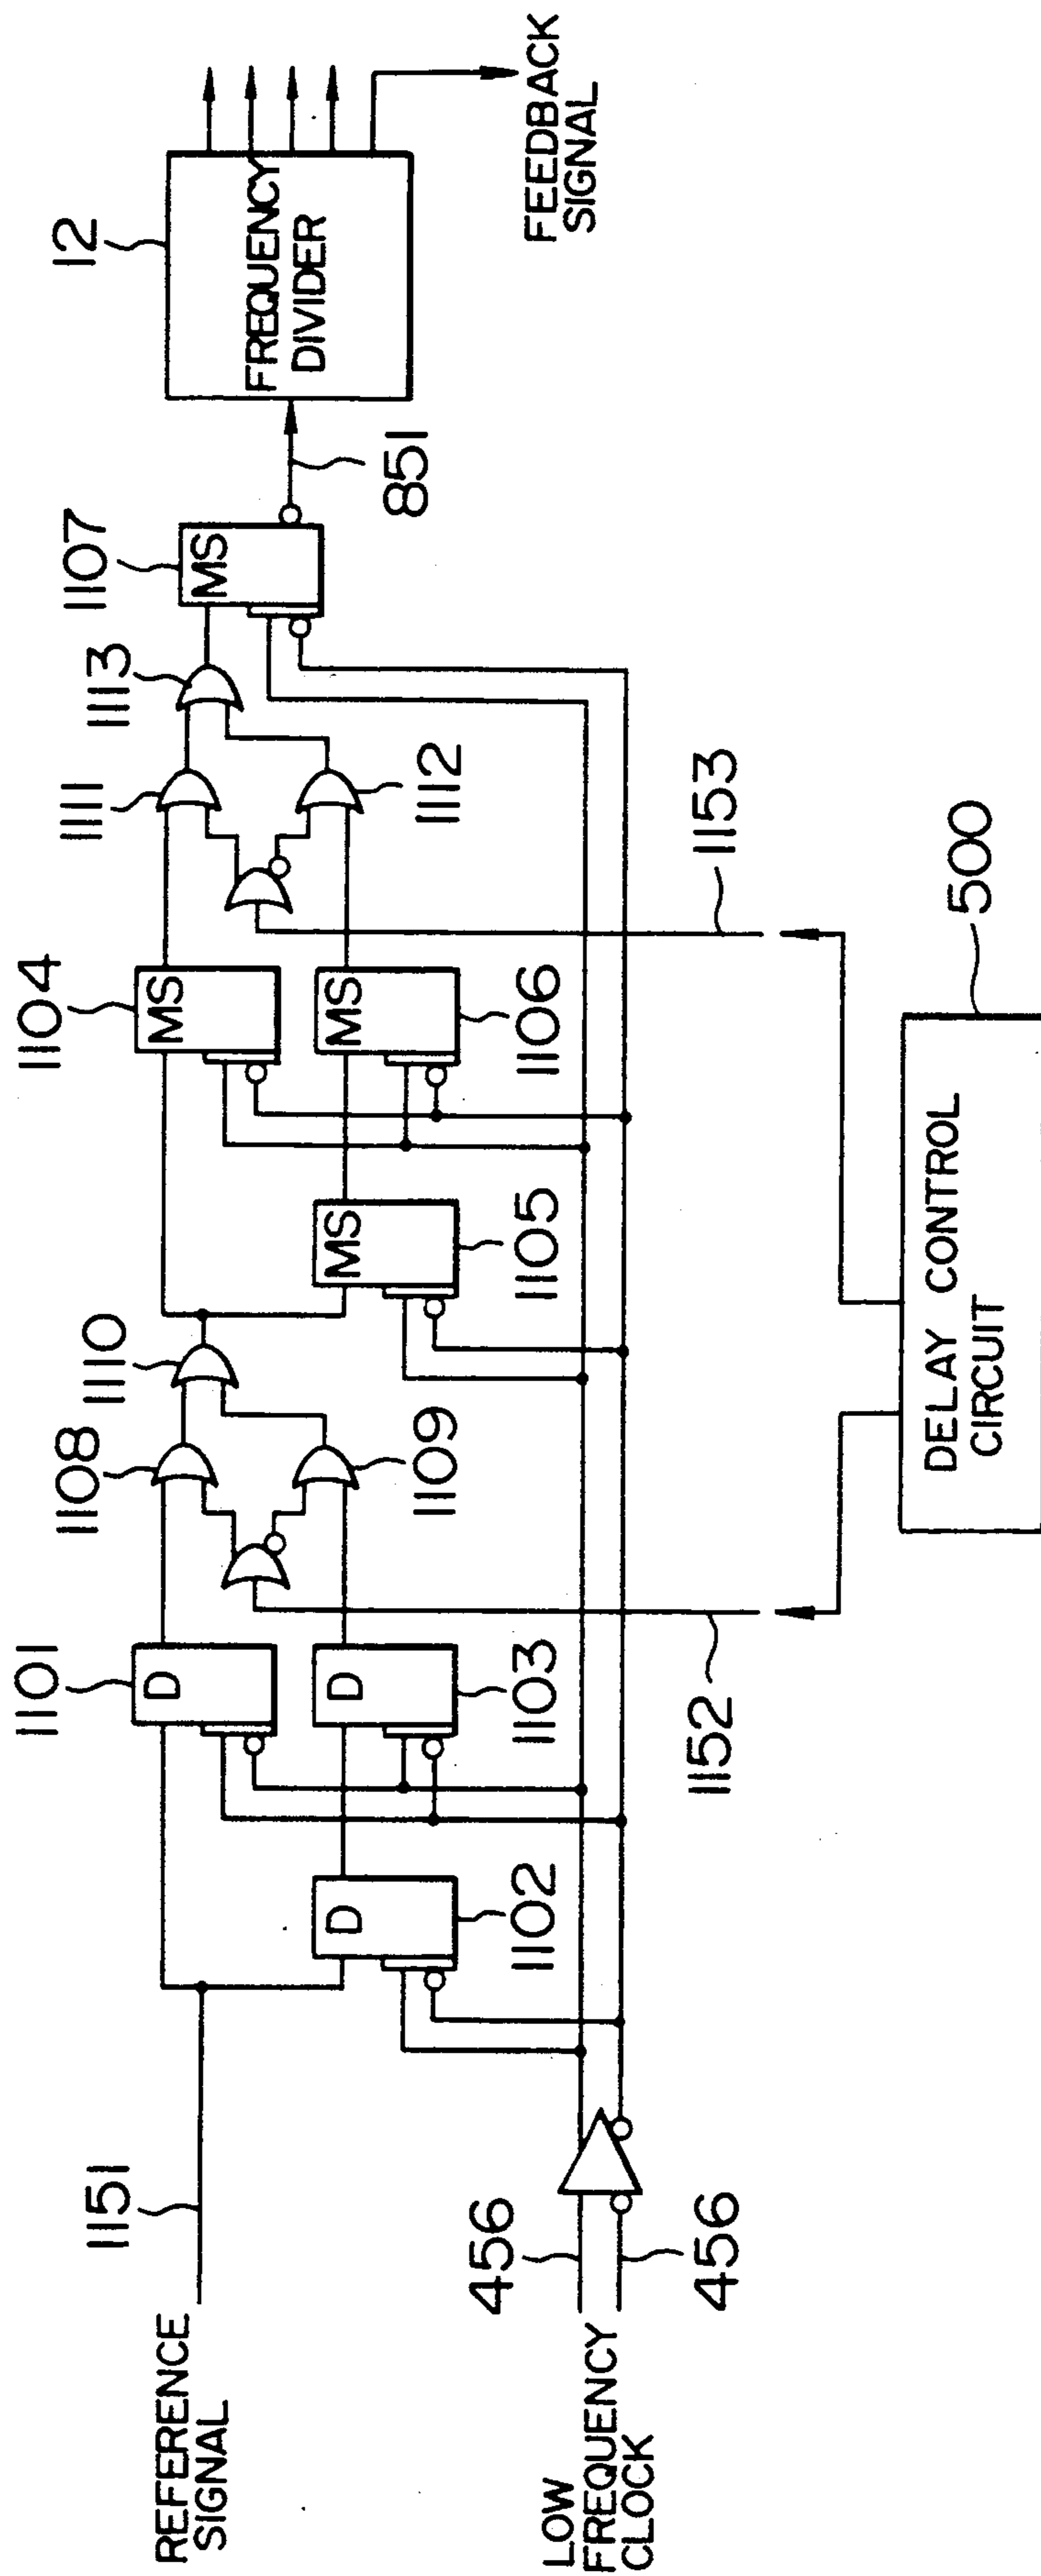 REFERENCE
SIGNAL
1151
LOW
FREQUENCY
CLOCK
456
456
D
1102
D
1101
D
1103
1152
1108
1109
1110
MS
1105
MS
1104
MS
1106
1153
1111
1112
1113
MS
1107
851
12
FREQUENCY
DIVIDER
FEEDBACK
SIGNAL
DELAY CONTROL
CIRCUIT
500